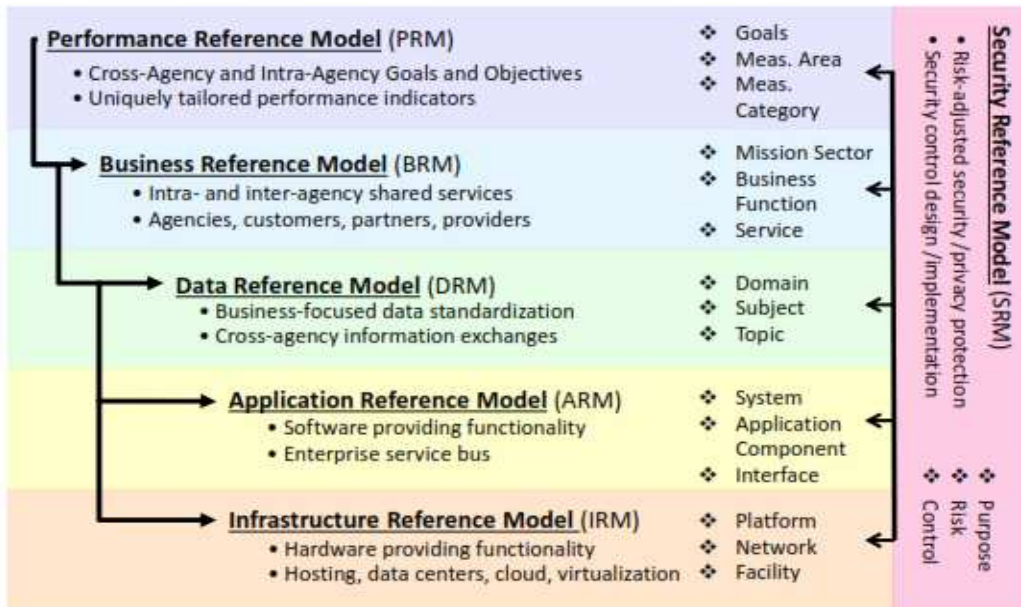 Performance Reference Model (PRM)
• Cross-Agency and Intra-Agency Goals and Objectives
• Uniquely tailored performance indicators
❖ Goals
❖ Meas. Area
❖ Meas.
Category
Business Reference Model (BRM)
• Intra- and inter-agency shared services
• Agencies, customers, partners, providers
❖ Mission Sector
❖ Business
Function
❖ Service
Data Reference Model (DRM)
• Business-focused data standardization
• Cross-agency information exchanges
❖ Domain
❖ Subject
❖ Topic
Application Reference Model (ARM)
• Software providing functionality
• Enterprise service bus
❖ System
❖ Application
Component
❖ Interface
Infrastructure Reference Model (IRM)
• Hardware providing functionality
• Hosting, data centers, cloud, virtualization
❖ Platform
❖ Network
❖ Facility
Security Reference Model (SRM)
• Risk-adjusted security/privacy protection
• Security control design/implementation
❖ Purpose
❖ Risk
❖ Control